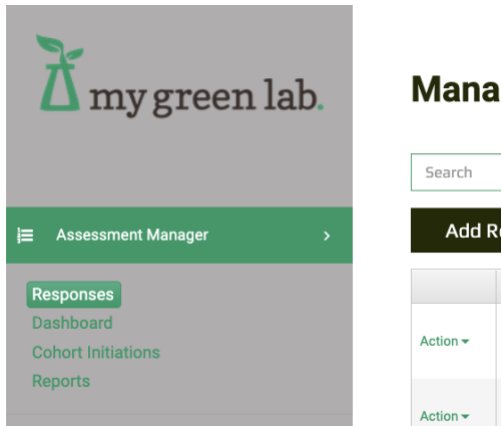 my green lab.
Mana
Search
Assessment Manager
Add R
Responses
Dashboard
Cohort Initiations
Reports
Action
Action